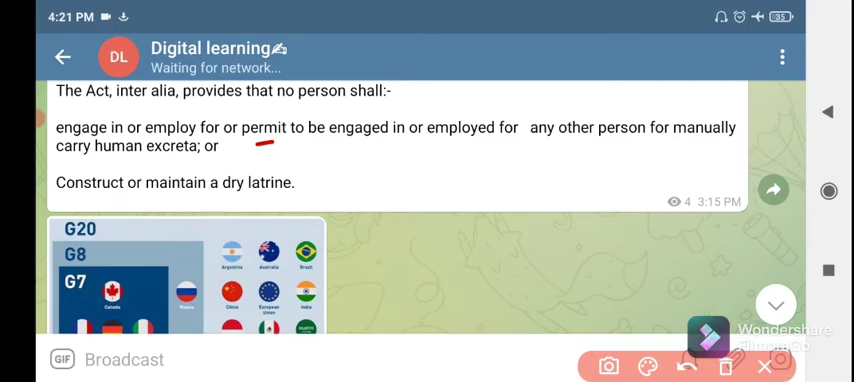 4:21 PM
35
DL
Digital learning✍
Waiting for network...
The Act, inter alia, provides that no person shall:-
engage in or employ for or permit to be engaged in or employed for any other person for manually
carry human excreta; or
Construct or maintain a dry latrine.
4 3:15 PM
G20
G8
G7
Canada
Russia
Argentina
Australia
Brazil
China
European
Union
India
Wondershare
FilmoraGo
GIF
Broadcast